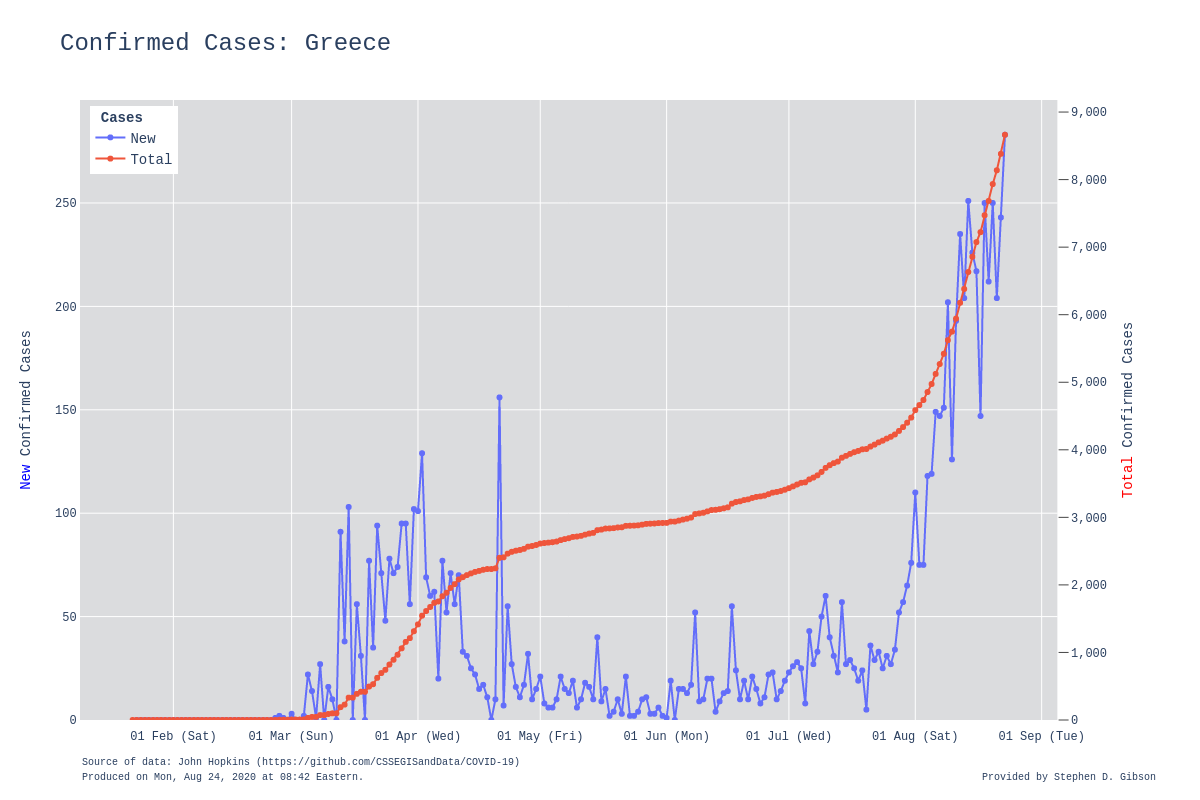 Confirmed Cases: Greece
Cases
New
Total
250
200
150
100
50
0
9,000
8,000
7,000
6,000
5,000
4,000
3,000
2,000
1,000
0
New Confirmed Cases
Total Confirmed Cases
01 Feb (Sat) 01 Mar (Sun) 01 Apr (Wed) 01 May (Fri) 01 Jun (Mon) 01 Jul (Wed) 01 Aug (Sat) 01 Sep (Tue)
Source of data: John Hopkins (https://github.com/CSSEGISandData/COVID-19)
Produced on Mon, Aug 24, 2020 at 08:42 Eastern.
Provided by Stephen D. Gibson